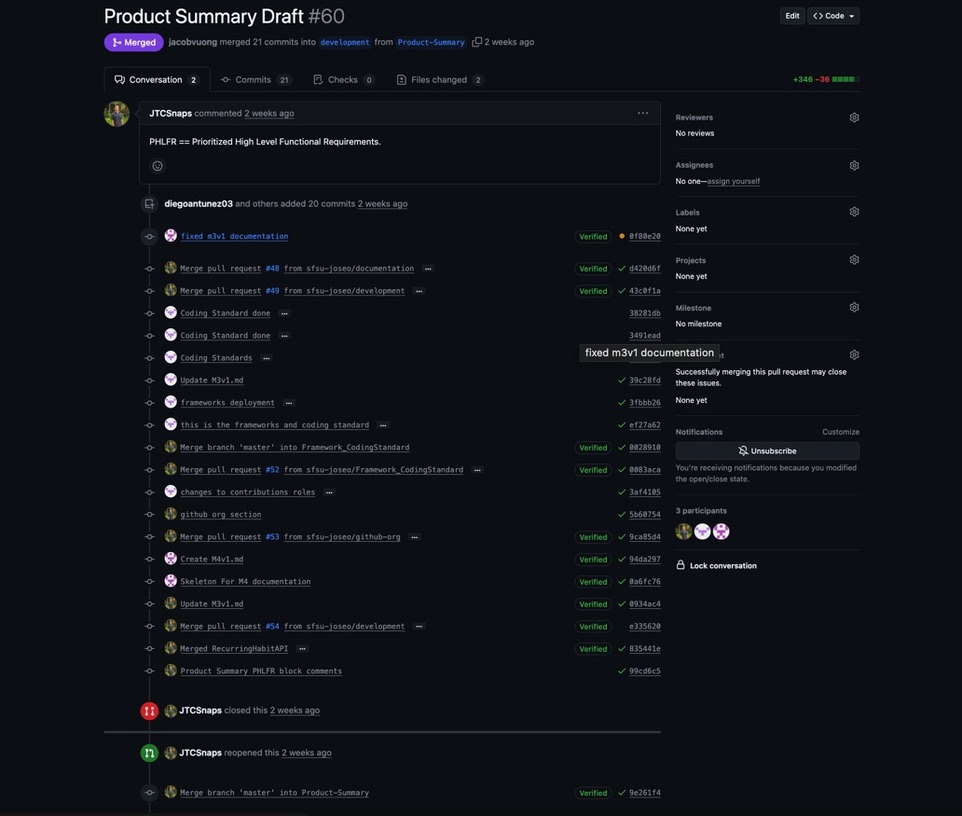 Product Summary Draft #60
Edit
<> Code
Merged
jacobvuong merged 21 commits into development from Product-Summary 2 weeks ago
Conversation 2
Commits 21
Checks 0
Files changed 2
+346 −36
JTCSnaps commented 2 weeks ago
...
PHLFR == Prioritized High Level Functional Requirements.
diegoantunez03 and others added 20 commits 2 weeks ago
fixed m3v1 documentation Verified 0f80e20
Merge pull request #48 from sfsu-joseo/documentation ... Verified d420d6f
Merge pull request #49 from sfsu-joseo/development ... Verified 43c0f1a
Coding Standard done ... 38281db
Coding Standard done ... 3491ead
fixed m3v1 documentation
Coding Standards ...
Update M3v1.md 39c28fd
frameworks deployment ... 3fbbb26
this is the frameworks and coding standard ... ef27a62
Merge branch 'master' into Framework_CodingStandard Verified 0028910
Merge pull request #52 from sfsu-joseo/Framework_CodingStandard ... Verified 0083aca
changes to contributions roles ... 3af4105
github org section 5b60754
Merge pull request #53 from sfsu-joseo/github-org ... Verified 9ca85d4
Create M4v1.md Verified 94da297
Skeleton For M4 documentation Verified 0a6fc76
Update M3v1.md Verified 0934ac4
Merge pull request #54 from sfsu-joseo/development ... Verified e335620
Merged RecurringHabitAPI ... Verified 835441e
Product Summary PHLFR block comments 99cd6c5
JTCSnaps closed this 2 weeks ago
JTCSnaps reopened this 2 weeks ago
Merge branch 'master' into Product-Summary Verified 9e261f4
Reviewers
No reviews
Assignees
No one—assign yourself
Labels
None yet
Projects
None yet
Milestone
No milestone
Successfully merging this pull request may close
these issues.
None yet
Notifications
Customize
Unsubscribe
You're receiving notifications because you modified
the open/close state.
3 participants
Lock conversation